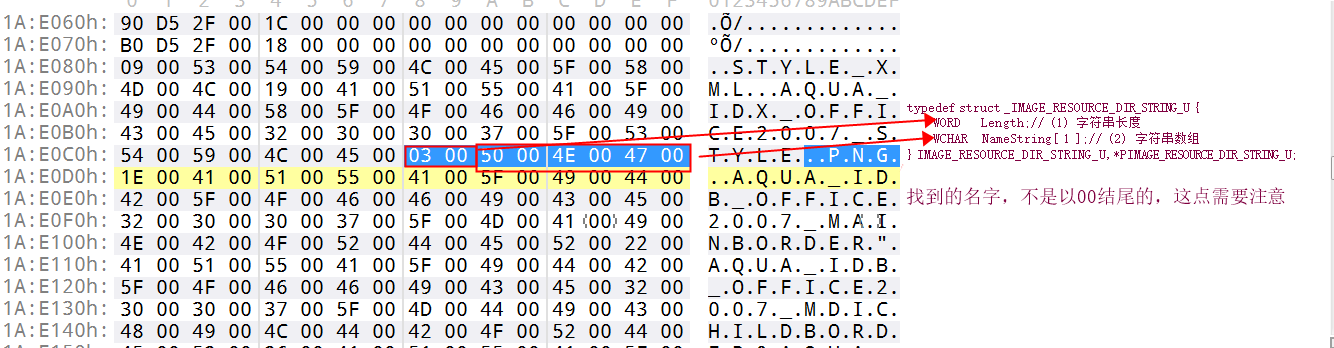 0 1 2 3 4 5 6 7 8 9 A B C D E F 0123456789ABCDEF
1A:E060h: 90 D5 2F 00 1C 00 00 00 00 00 00 00 00 00 00 00 .Õ/.............
1A:E070h: B0 D5 2F 00 18 00 00 00 00 00 00 00 00 00 00 00 °Õ/.............
1A:E080h: 09 00 53 00 54 00 59 00 4C 00 45 00 5F 00 58 00 ..S.T.Y.L.E._.X.
1A:E090h: 4D 00 4C 00 19 00 41 00 51 00 55 00 41 00 5F 00 M.L...A.Q.U.A._.
1A:E0A0h: 49 00 44 00 58 00 5F 00 4F 00 46 00 46 00 49 00 I.D.X._.O.F.F.I.
1A:E0B0h: 43 00 45 00 32 00 30 00 30 00 37 00 5F 00 53 00 C.E.2.0.0.7._.S.
1A:E0C0h: 54 00 59 00 4C 00 45 00 03 00 50 00 4E 00 47 00 T.Y.L.E...P.N.G.
1A:E0D0h: 1E 00 41 00 51 00 55 00 41 00 5F 00 49 00 44 00 ..A.Q.U.A._.I.D.
1A:E0E0h: 42 00 5F 00 4F 00 46 00 46 00 49 00 43 00 45 00 B._.O.F.F.I.C.E.
1A:E0F0h: 32 00 30 00 30 00 37 00 5F 00 4D 00 41 00 49 00 2.0.0.7._.M.A.I.
1A:E100h: 4E 00 42 00 4F 00 52 00 44 00 45 00 52 00 22 00 N.B.O.R.D.E.R.".
1A:E110h: 41 00 51 00 55 00 41 00 5F 00 49 00 44 00 42 00 A.Q.U.A._.I.D.B.
1A:E120h: 5F 00 4F 00 46 00 46 00 49 00 43 00 45 00 32 00 _.O.F.F.I.C.E.2.
1A:E130h: 30 00 30 00 37 00 5F 00 4D 00 44 00 49 00 43 00 0.0.7._.M.D.I.C.
1A:E140h: 48 00 49 00 4C 00 44 00 42 00 4F 00 52 00 44 00 H.I.L.D.B.O.R.D.
typedef struct _IMAGE_RESOURCE_DIR_STRING_U {
WORD Length;// (1) 字符串长度
WCHAR NameString[ 1 ];// (2) 字符串数组
} IMAGE_RESOURCE_DIR_STRING_U,*PIMAGE_RESOURCE_DIR_STRING_U;
找到的名字，不是以00结尾的，这点需要注意